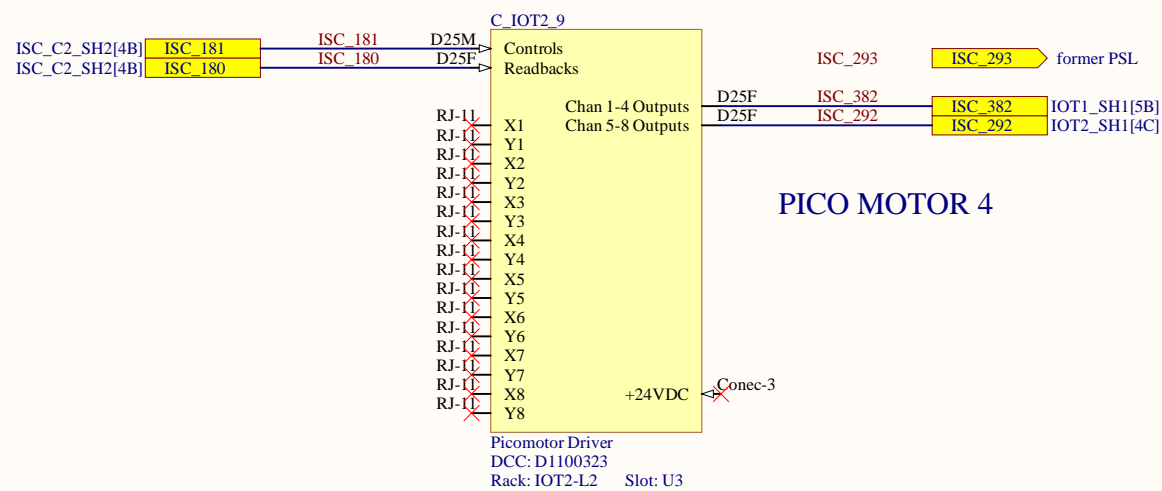 C_IOT2_9
ISC_C2_SH2[4B] ISC_181 ISC_181 D25M Controls
ISC_C2_SH2[4B] ISC_180 ISC_180 D25F Readbacks
ISC_293 ISC_293 former PSL
Chan 1-4 Outputs D25F ISC_382 ISC_382 IOT1_SH1[5B]
Chan 5-8 Outputs D25F ISC_292 ISC_292 IOT2_SH1[4C]
RJ-11 X1
RJ-11 Y1
RJ-11 X2
RJ-11 Y2
RJ-11 X3
RJ-11 Y3
RJ-11 X4
RJ-11 Y4
RJ-11 X5
RJ-11 Y5
RJ-11 X6
RJ-11 Y6
RJ-11 X7
RJ-11 Y7
RJ-11 X8
RJ-11 Y8
PICO MOTOR 4
+24VDC Conec-3
Picomotor Driver
DCC: D1100323
Rack: IOT2-L2 Slot: U3